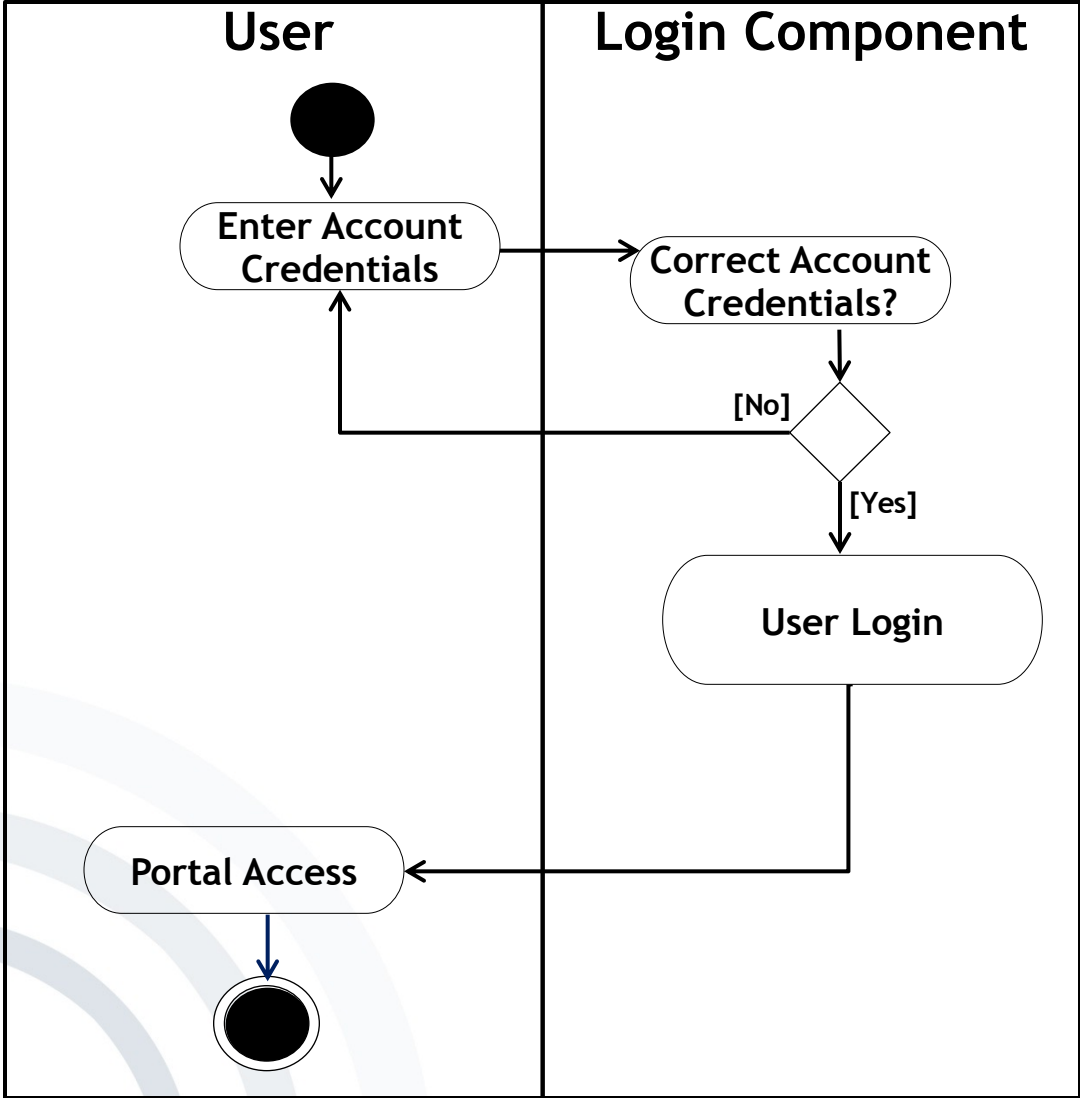 User
Login Component
Enter Account
Credentials
Correct Account
Credentials?
[No]
[Yes]
User Login
Portal Access